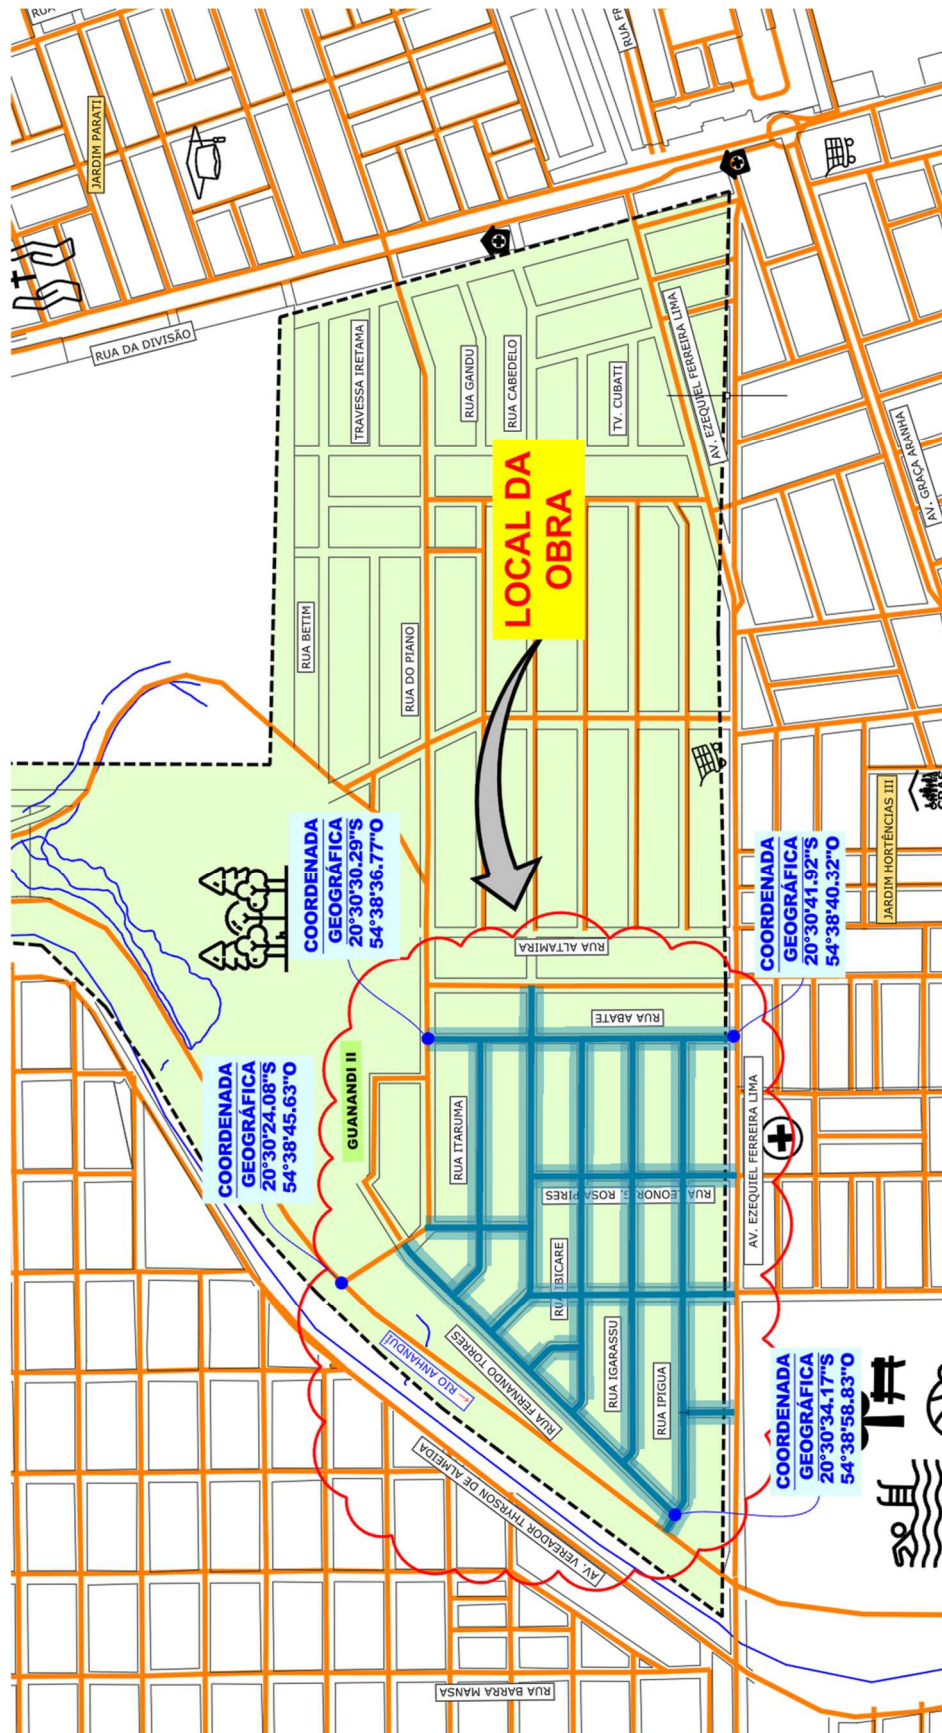 JARDIM PARATI
RUA DA DIVISÃO
TRAVESSA IRETAMA
RUA GANDU
RUA CABEDELO
TV. CUBATI
AV. EZEQUIEL FERREIRA LIMA
AV. GRAÇA ARANHA
LOCAL DA
OBRA
RUA BETIM
RUA DO PIANO
COORDENADA
GEOGRÁFICA
20°30'30.29"S
54°38'36.77"O
JARDIM HORTÊNCIAS III
COORDENADA
GEOGRÁFICA
20°30'41.92"S
54°38'40.32"O
RUA ALTAMIRA
RUA ABATE
COORDENADA
GEOGRÁFICA
20°30'24.08"S
54°38'45.63"O
GUANANDI II
RUA ITARUMA
RUA LEONOR G. ROSA PIRES
AV. EZEQUIEL FERREIRA LIMA
RUA IBICARE
RUA IGARASSU
RUA IPIGUA
← RIO ANHANDUÍ
RUA FERNANDO TORRES
AV. VEREADOR THYRSON DE ALMEIDA
COORDENADA
GEOGRÁFICA
20°30'34.17"S
54°38'58.83"O
RUA BARRA MANSA